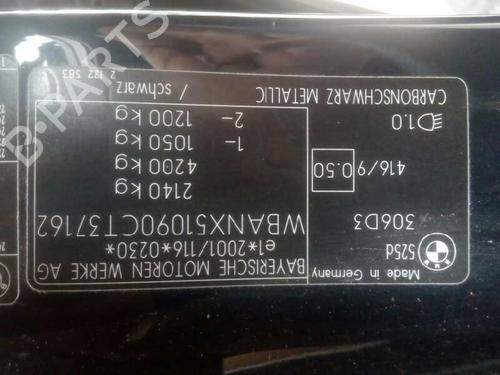 Made in Germany
525d
306D3
416/9 0.50
1.0
CARBONSCHWARZ METALLIC
BAYERISCHE MOTOREN WERKE AG
e1*2001/116*0230*
WBANX51090CT37162
2140 kg
4200 kg
1- 1050 kg
2- 1200 kg
/ schwarz
2 122 583
B-PARTS